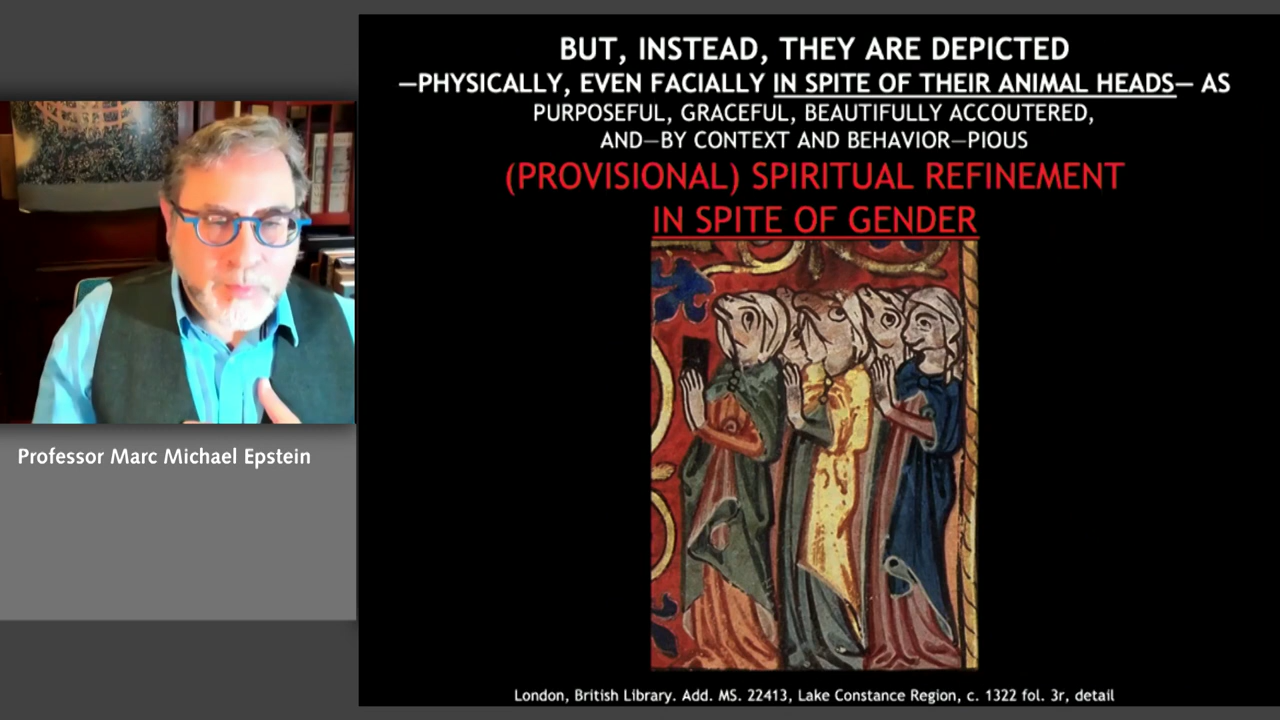 BUT, INSTEAD, THEY ARE DEPICTED
—PHYSICALLY, EVEN FACIALLY IN SPITE OF THEIR ANIMAL HEADS— AS
PURPOSEFUL, GRACEFUL, BEAUTIFULLY ACCOUTERED,
AND—BY CONTEXT AND BEHAVIOR—PIOUS
(PROVISIONAL) SPIRITUAL REFINEMENT
IN SPITE OF GENDER
Professor Marc Michael Epstein
London, British Library. Add. MS. 22413, Lake Constance Region, c. 1322 fol. 3r, detail